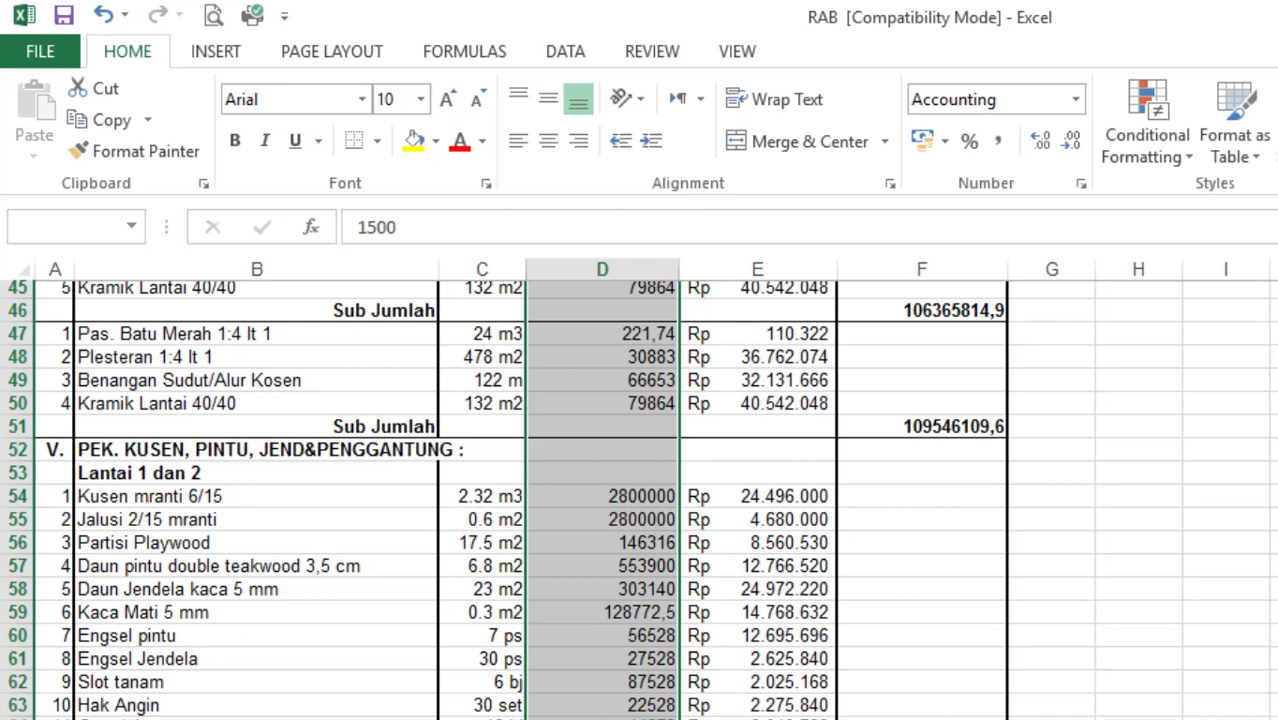 RAB [Compatibility Mode] - Excel
FILE HOME INSERT PAGE LAYOUT FORMULAS DATA REVIEW VIEW
Paste Cut Copy Format Painter Clipboard
Arial 10 B I U A Font
Wrap Text Merge & Center Alignment
Accounting % , Number
Conditional Formatting Format as Table Styles
fx 1500
A B C D E F G H I
45 5 Kramik Lantai 40/40 132 m2 79864 Rp 40.542.048
46 Sub Jumlah 106365814,9
47 1 Pas. Batu Merah 1:4 lt 1 24 m3 221,74 Rp 110.322
48 2 Plesteran 1:4 lt 1 478 m2 30883 Rp 36.762.074
49 3 Benangan Sudut/Alur Kosen 122 m 66653 Rp 32.131.666
50 4 Kramik Lantai 40/40 132 m2 79864 Rp 40.542.048
51 Sub Jumlah 109546109,6
52 V. PEK. KUSEN, PINTU, JEND&PENGGANTUNG :
53 Lantai 1 dan 2
54 1 Kusen mranti 6/15 2.32 m3 2800000 Rp 24.496.000
55 2 Jalusi 2/15 mranti 0.6 m2 2800000 Rp 4.680.000
56 3 Partisi Playwood 17.5 m2 146316 Rp 8.560.530
57 4 Daun pintu double teakwood 3,5 cm 6.8 m2 553900 Rp 12.766.520
58 5 Daun Jendela kaca 5 mm 23 m2 303140 Rp 24.972.220
59 6 Kaca Mati 5 mm 0.3 m2 128772,5 Rp 14.768.632
60 7 Engsel pintu 7 ps 56528 Rp 12.695.696
61 8 Engsel Jendela 30 ps 27528 Rp 2.625.840
62 9 Slot tanam 6 bj 87528 Rp 2.025.168
63 10 Hak Angin 30 set 22528 Rp 2.275.840